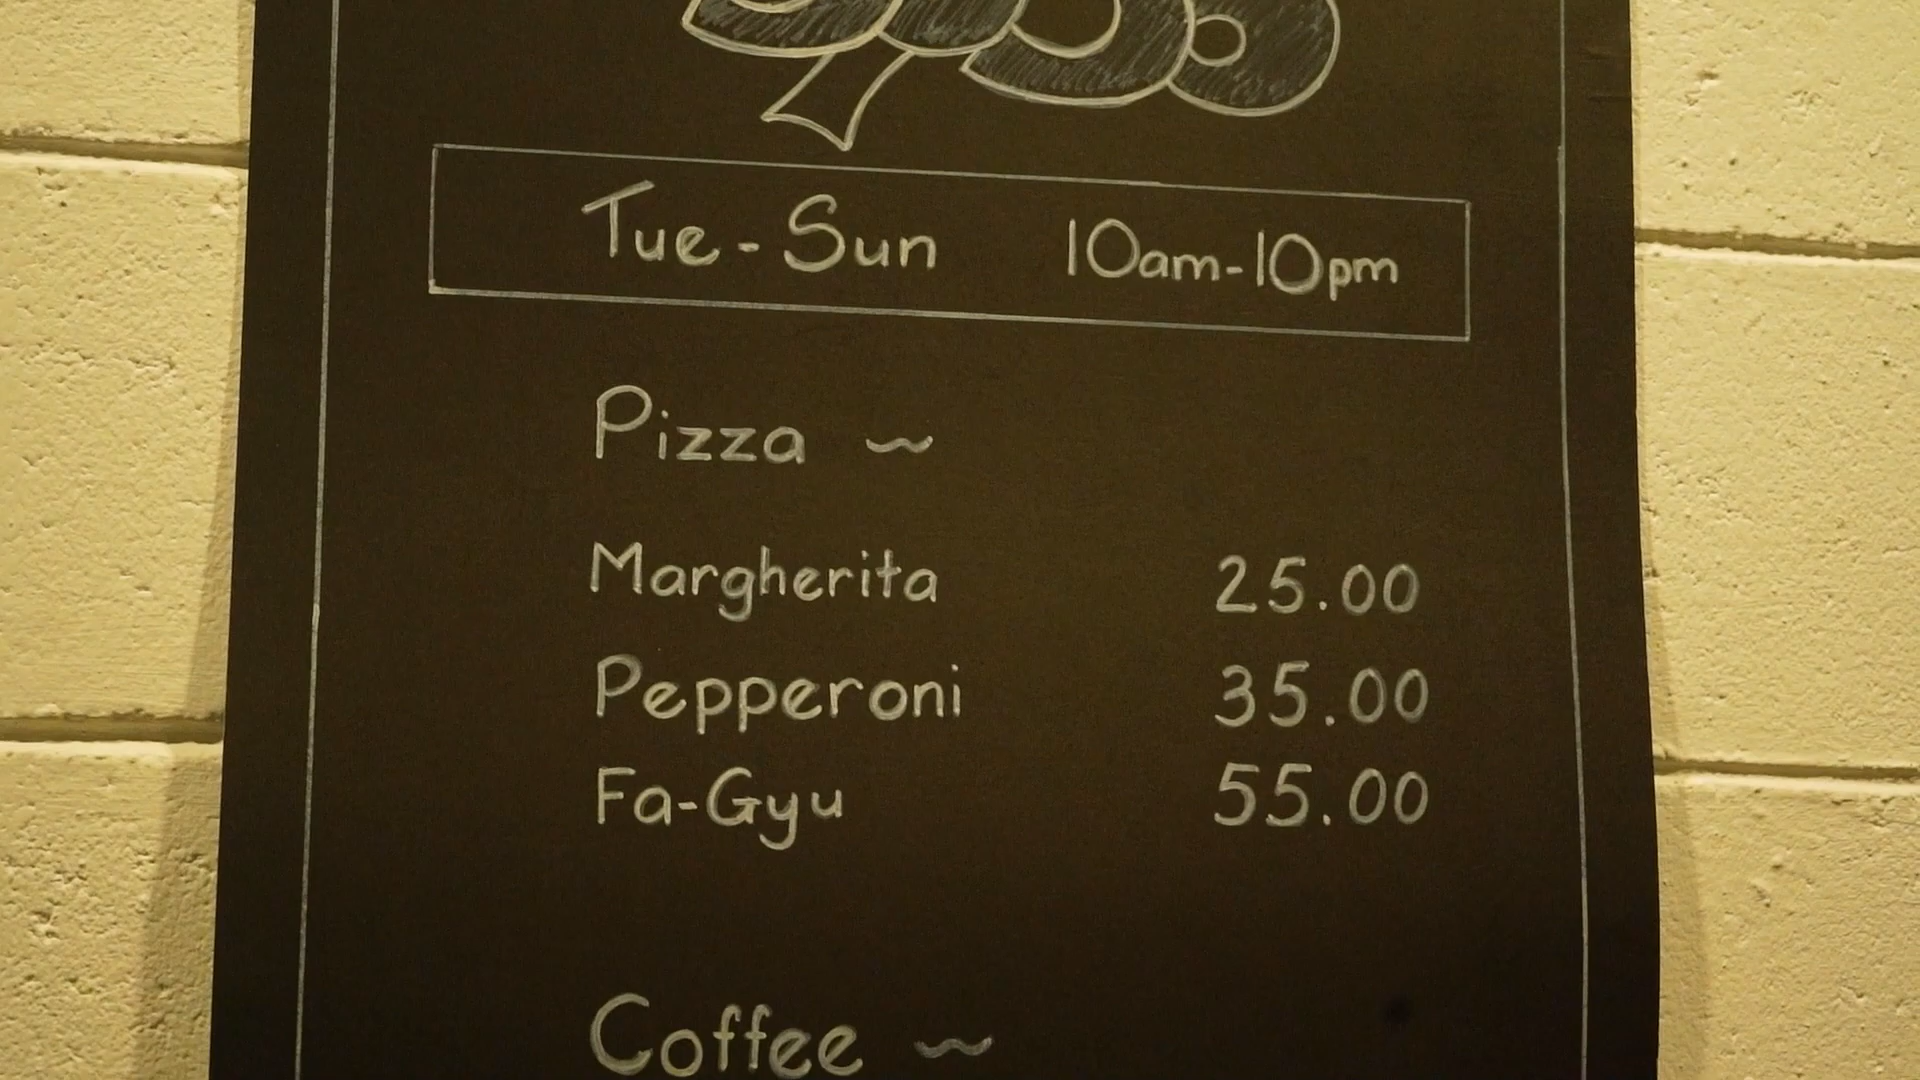 Tue-Sun 10am-10pm
Pizza ~
Margherita 25.00
Pepperoni 35.00
Fa-Gyu 55.00
Coffee ~